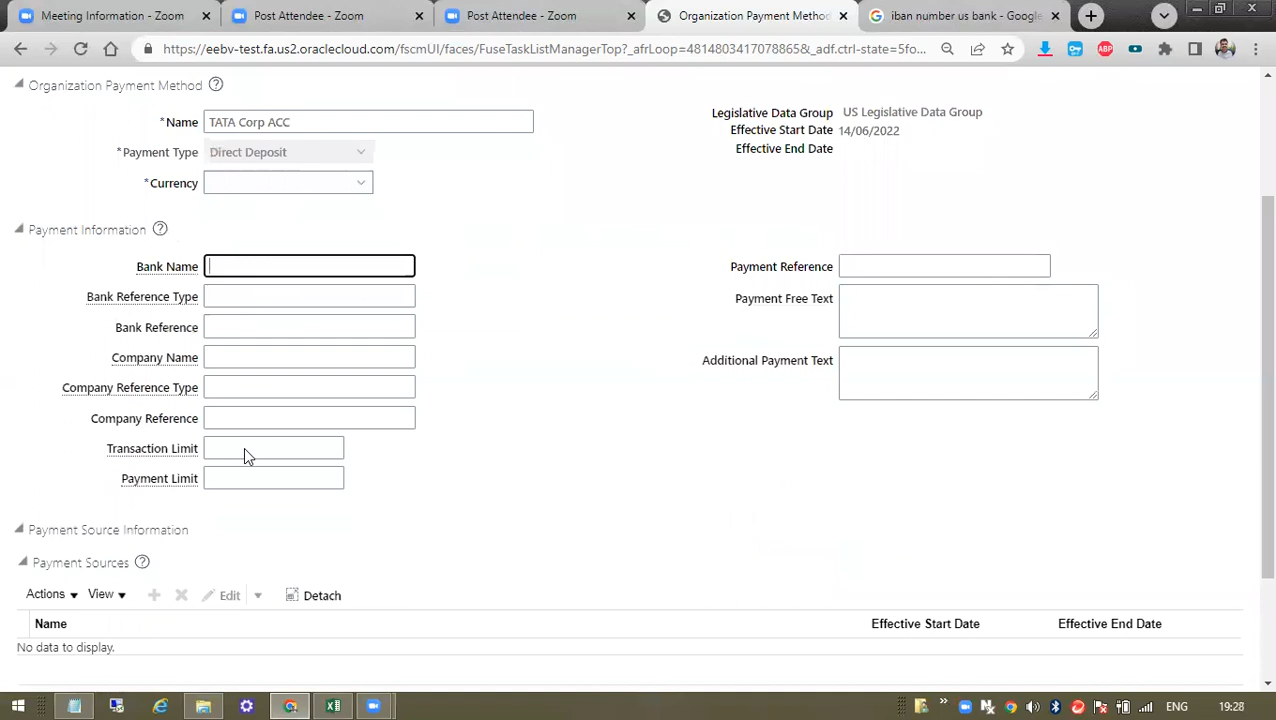 Meeting Information - Zoom
Post Attendee - Zoom
Post Attendee - Zoom
Organization Payment Method
iban number us bank - Google
https://eebv-test.fa.us2.oraclecloud.com/fscmUI/faces/FuseTaskListManagerTop?_afrLoop=4814803417078865&_adf.ctrl-state=5fo...
ABP
Organization Payment Method
*Name TATA Corp ACC
Legislative Data Group US Legislative Data Group
Effective Start Date 14/06/2022
*Payment Type Direct Deposit
Effective End Date
*Currency
Payment Information
Bank Name
Payment Reference
Bank Reference Type
Payment Free Text
Bank Reference
Company Name
Additional Payment Text
Company Reference Type
Company Reference
Transaction Limit
Payment Limit
Payment Source Information
Payment Sources
Actions View Edit Detach
Name Effective Start Date Effective End Date
No data to display.
ENG 19:28